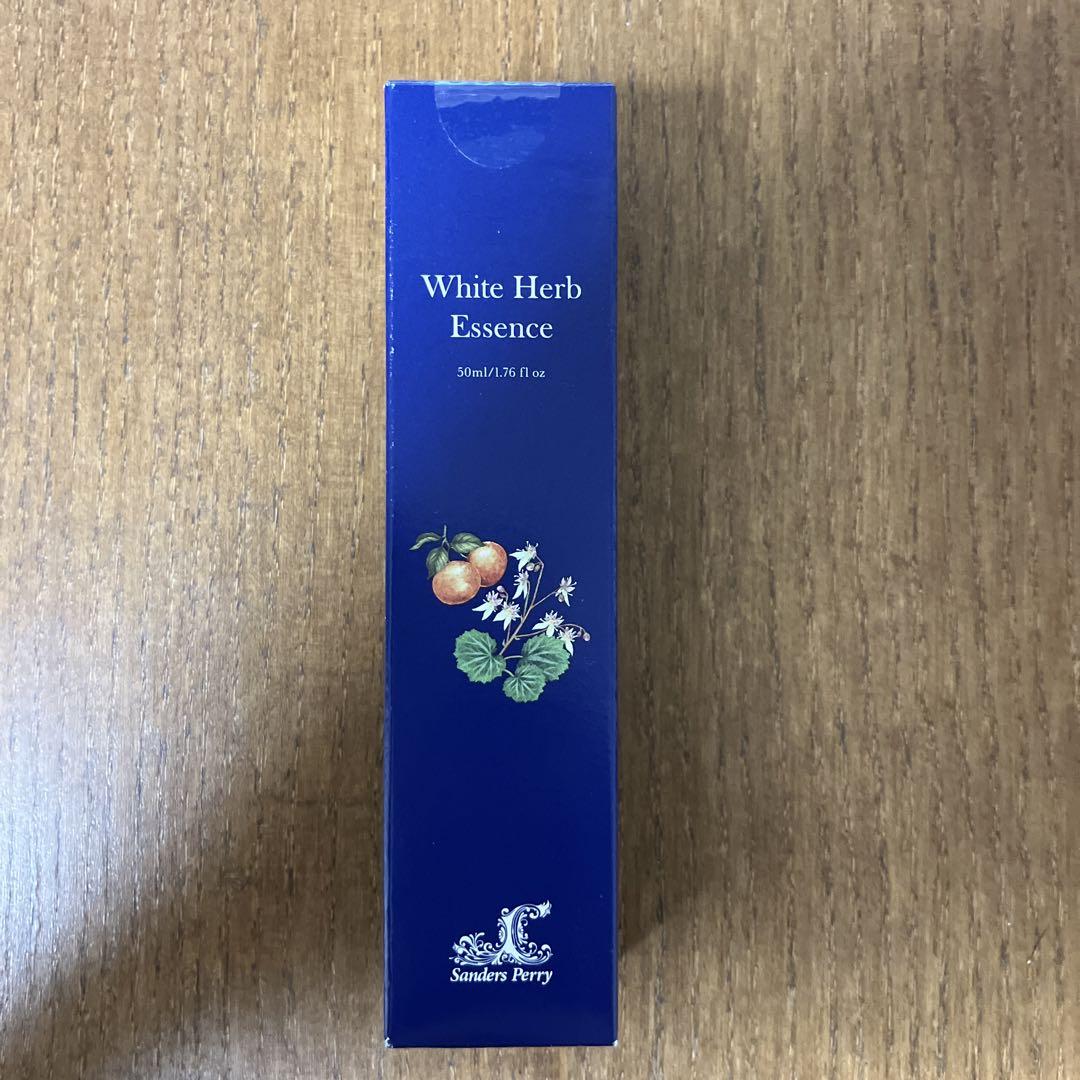 White Herb
Essence
50ml/1.76 fl oz
Sanders Perry